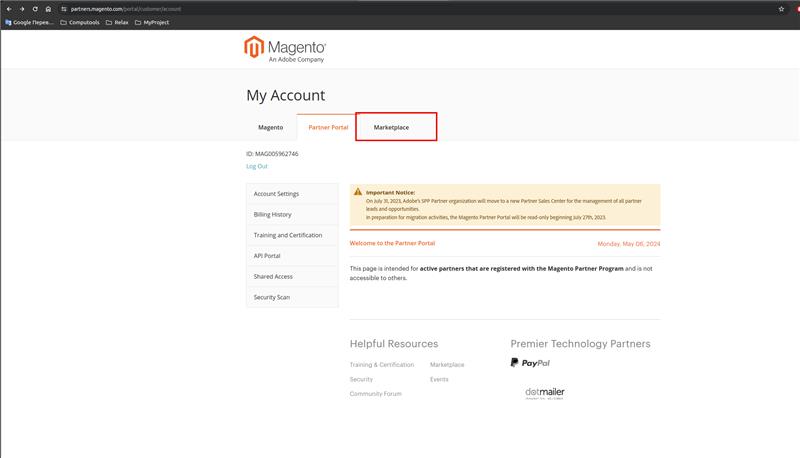 partners.magento.com/portal/customer/account
Google Перев...
Computools
Relax
MyProject
Magento
An Adobe Company
My Account
Magento
Partner Portal
Marketplace
ID: MAG005962746
Log Out
Account Settings
Billing History
Training and Certification
API Portal
Shared Access
Security Scan
Important Notice:
On July 31, 2023, Adobe's SPP Partner organization will move to a new Partner Sales Center for the management of all partner
leads and opportunities.
In preparation for migration activities, the Magento Partner Portal will be read-only beginning July 27th, 2023.
Welcome to the Partner Portal
Monday, May 06, 2024
This page is intended for active partners that are registered with the Magento Partner Program and is not
accessible to others.
Helpful Resources
Training & Certification
Marketplace
Security
Events
Community Forum
Premier Technology Partners
PayPal
dotmailer